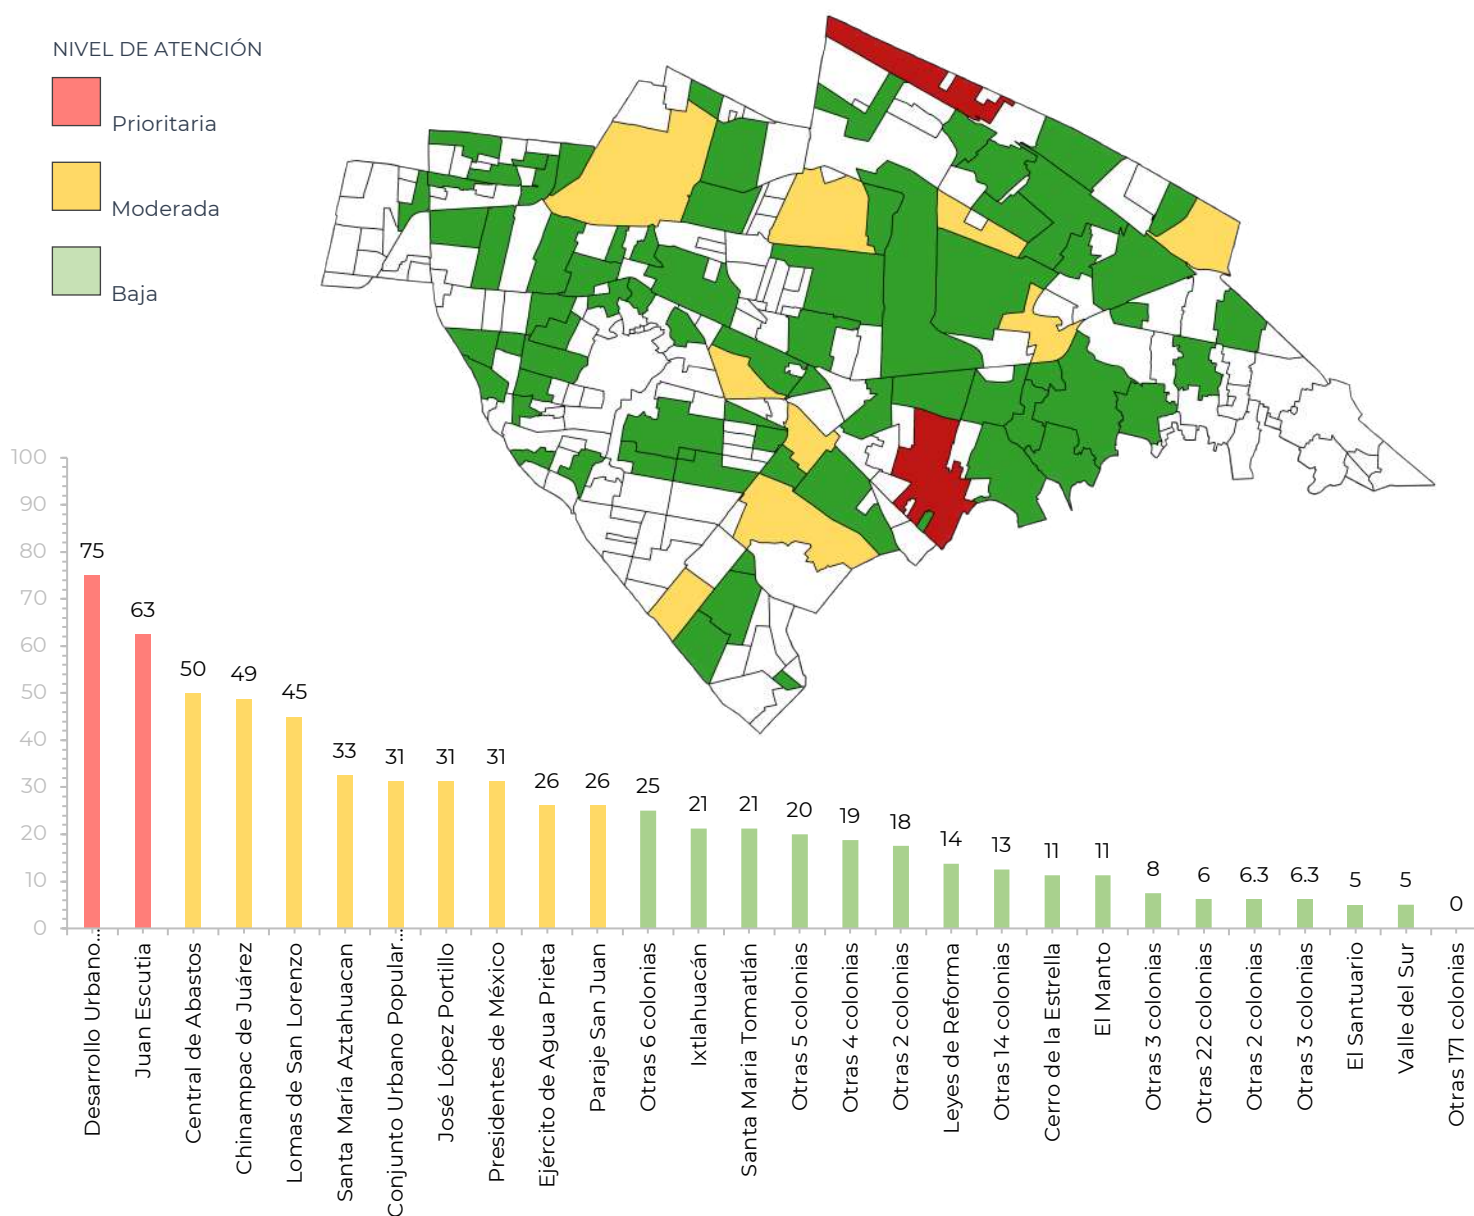 NIVEL DE ATENCIÓN
Prioritaria
Moderada
Baja
100
90
80
70
60
50
40
30
20
10
0
75
63
50
49
45
33
31
31
31
26
26
25
21
21
20
19
18
14
13
11
11
8
6
6.3
6.3
5
5
0
Desarrollo Urbano...
Juan Escutia
Central de Abastos
Chinampac de Juárez
Lomas de San Lorenzo
Santa María Aztahuacan
Conjunto Urbano Popular...
José López Portillo
Presidentes de México
Ejército de Agua Prieta
Paraje San Juan
Otras 6 colonias
Ixtlahuacán
Santa Maria Tomatlán
Otras 5 colonias
Otras 4 colonias
Otras 2 colonias
Leyes de Reforma
Otras 14 colonias
Cerro de la Estrella
El Manto
Otras 3 colonias
Otras 22 colonias
Otras 2 colonias
Otras 3 colonias
El Santuario
Valle del Sur
Otras 171 colonias